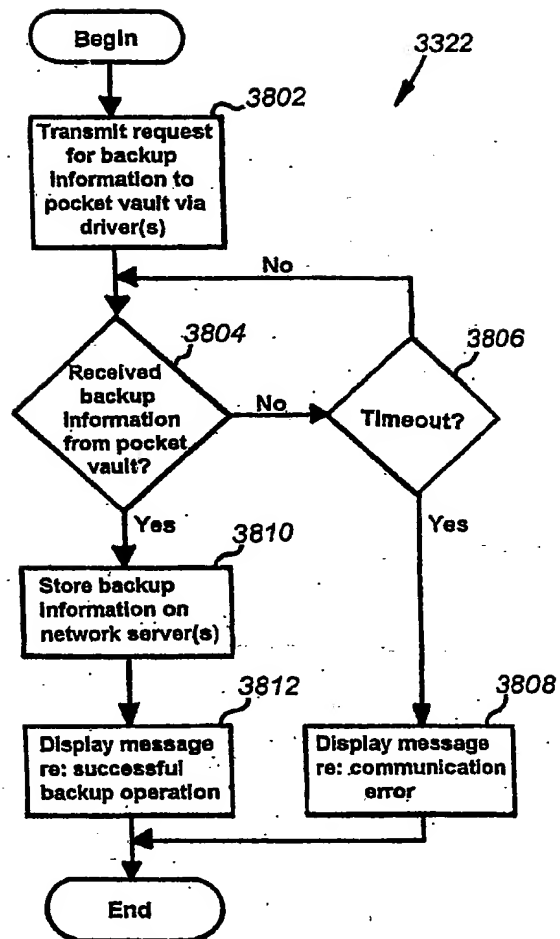 Begin
3322
3802
Transmit request
for backup
information to
pocket vault via
driver(s)
No
3804
3806
Received
backup
information
from pocket
vault?
No
Timeout?
Yes
Yes
3810
Store backup
information on
network server(s)
3812
3808
Display message
re: successful
backup operation
Display message
re: communication
error
End